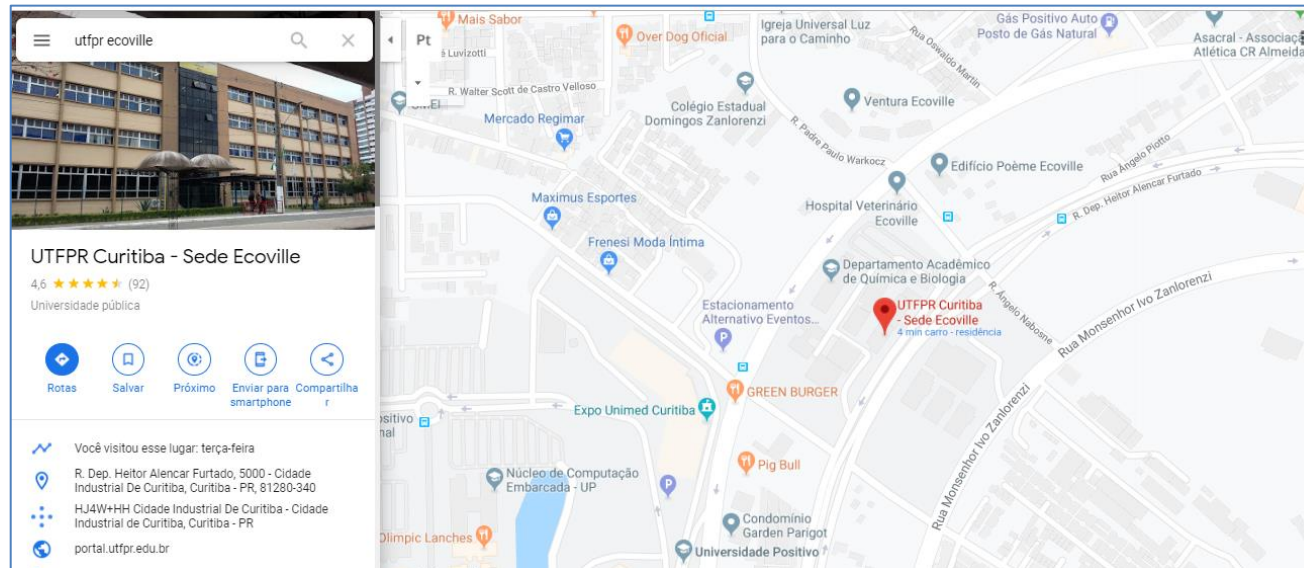 utfpr ecoville
UTFPR Curitiba - Sede Ecoville
4,6
(92)
Universidade pública
Rotas
Salvar
Próximo
Enviar para
smartphone
Compartilha
r
Você visitou esse lugar: terça-feira
R. Dep. Heitor Alencar Furtado, 5000 - Cidade
Industrial De Curitiba, Curitiba - PR, 81280-340
HJ4W+HH Cidade Industrial De Curitiba - Cidade
Industrial de Curitiba, Curitiba - PR
portal.utfpr.edu.br
Pt
Mais Sabor
Luvizotti
R. Walter Scott de Castro Velloso
Over Dog Oficial
Igreja Universal Luz
para o Caminho
Gás Positivo Auto
Posto de Gás Natural
Rua Oswaldo Martin
Asacral - Associaçã
Atlética CR Almeida
Colégio Estadual
Domingos Zanlorenzi
Ventura Ecoville
Mercado Regimar
R. Padre Paulo Warkocz
Edifício Poème Ecoville
Rua Ângelo Piotto
R. Dep. Heitor Alencar Furtado
Maximus Esportes
Hospital Veterinário
Ecoville
Frenesi Moda Íntima
Departamento Acadêmico
de Química e Biologia
R. Ângelo Nabosne
Rua Monsenhor Ivo Zanlorenzi
Estacionamento
Alternativo Eventos...
P
UTFPR Curitiba
- Sede Ecoville
4 min carro - residência
GREEN BURGER
Expo Unimed Curitiba
ositivo
nal
Pig Bull
Núcleo de Computação
Embarcada - UP
P
Rua Monsenhor Ivo Zanlorenzi
Condomínio
Garden Parigot
Olimpic Lanches
Universidade Positivo